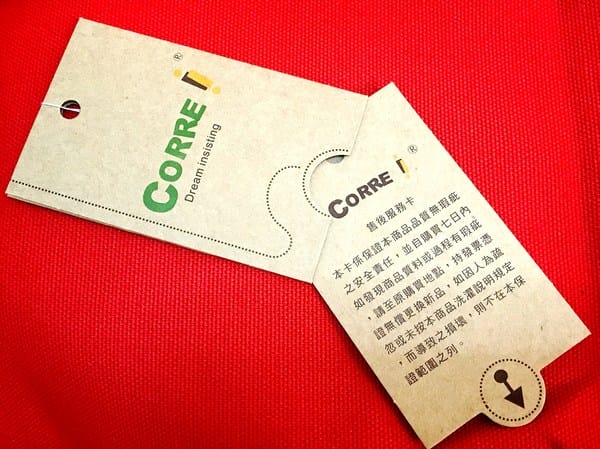 CORRE
®
Dream insisting
CORRE
®
售後服務卡
本卡係保證本商品品質無瑕疵
之安全責任，並自購買七日內
如發現商品質料或過程有瑕疵
，請至原購買地點，持發票憑
證無償更換新品，如因人為疏
忽或未按本商品洗濯說明規定
，而導致之損壞，則不在本保
證範圍之列。